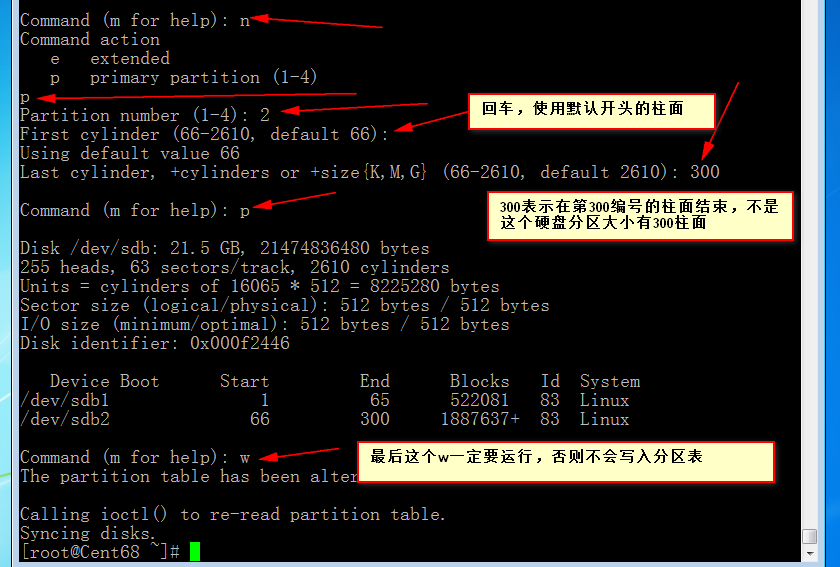 Command (m for help): n
Command action
   e   extended
   p   primary partition (1-4)
p
Partition number (1-4): 2
回车，使用默认开头的柱面
First cylinder (66-2610, default 66):
Using default value 66
Last cylinder, +cylinders or +size{K,M,G} (66-2610, default 2610): 300
300表示在第300编号的柱面结束，不是
这个硬盘分区大小有300柱面
Command (m for help): p
Disk /dev/sdb: 21.5 GB, 21474836480 bytes
255 heads, 63 sectors/track, 2610 cylinders
Units = cylinders of 16065 * 512 = 8225280 bytes
Sector size (logical/physical): 512 bytes / 512 bytes
I/O size (minimum/optimal): 512 bytes / 512 bytes
Disk identifier: 0x000f2446
   Device Boot      Start         End      Blocks   Id  System
/dev/sdb1               1          65      522081   83  Linux
/dev/sdb2              66         300     1887637+  83  Linux
Command (m for help): w
最后这个w一定要运行，否则不会写入分区表
The partition table has been alter
Calling ioctl() to re-read partition table.
Syncing disks.
[root@Cent68 ~]#